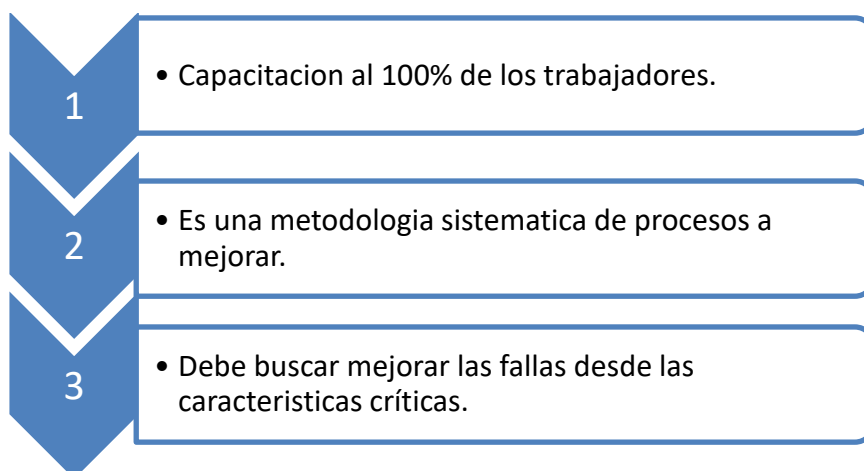 1
• Capacitacion al 100% de los trabajadores.
2
• Es una metodologia sistematica de procesos a
mejorar.
3
• Debe buscar mejorar las fallas desde las
caracteristicas críticas.